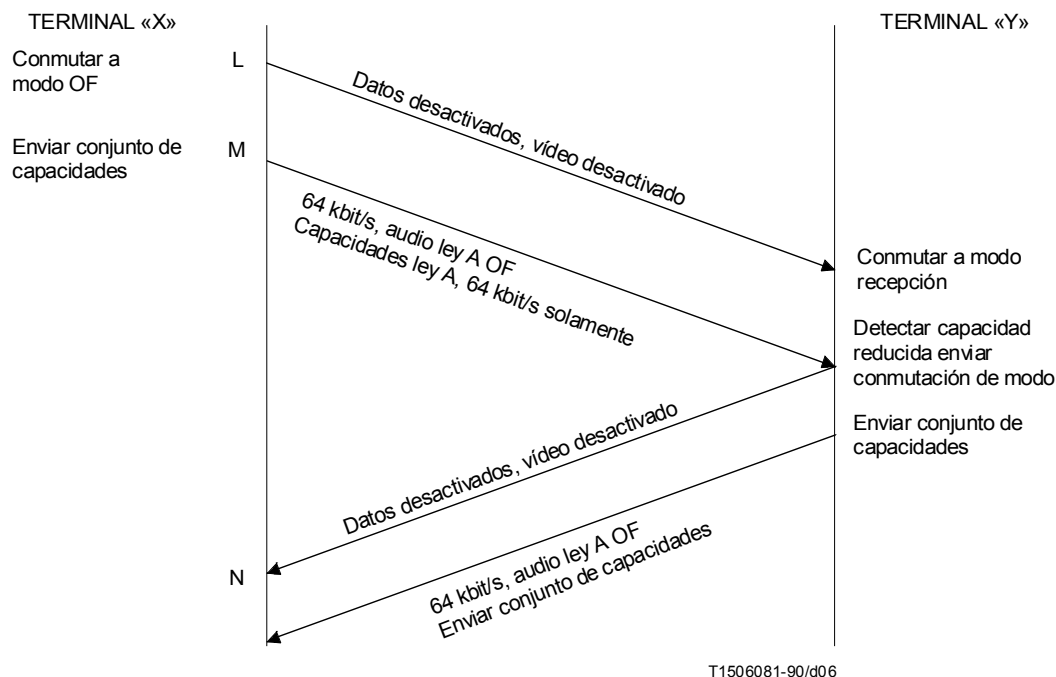 TERMINAL «X»
TERMINAL «Y»
Conmutar a
modo OF
L
Datos desactivados, vídeo desactivado
Enviar conjunto de
capacidades
M
64 kbit/s, audio ley A OF
Capacidades ley A, 64 kbit/s solamente
Conmutar a modo
recepción
Detectar capacidad
reducida enviar
conmutación de modo
Enviar conjunto de
capacidades
Datos desactivados, vídeo desactivado
N
64 kbit/s, audio ley A OF
Enviar conjunto de capacidades
T1506081-90/d06